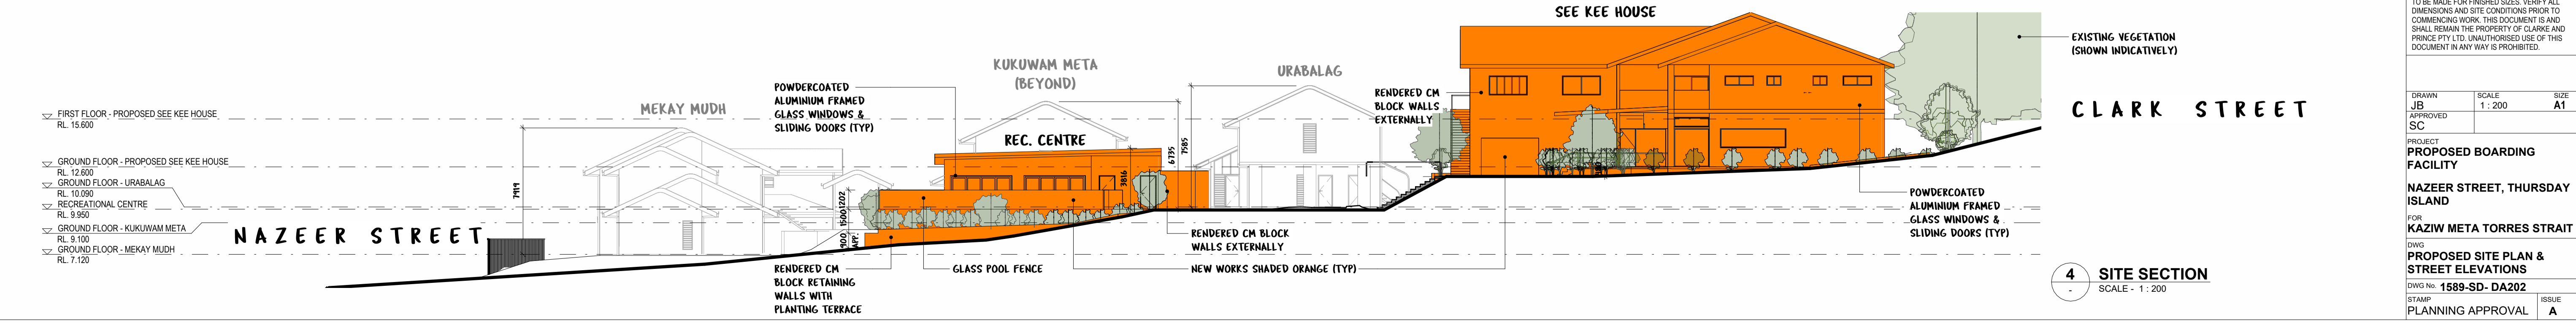 SEE KEE HOUSE
KUKUWAM META
(BEYOND)
URABALAG
MEKAY MUDH
REC. CENTRE
POWDERCOATED
ALUMINIUM FRAMED
GLASS WINDOWS &
SLIDING DOORS (TYP)
RENDERED CM
BLOCK WALLS
EXTERNALLY
EXISTING VEGETATION
(SHOWN INDICATIVELY)
CLARK STREET
FIRST FLOOR - PROPOSED SEE KEE HOUSE
RL. 15.600
GROUND FLOOR - PROPOSED SEE KEE HOUSE
RL. 12.600
GROUND FLOOR - URABALAG
RL. 10.090
RECREATIONAL CENTRE
RL. 9.950
GROUND FLOOR - KUKUWAM META
RL. 9.100
GROUND FLOOR - MEKAY MUDH
RL. 7.120
NAZEER STREET
7919
900
APP.
1500
1202
3816
6735
7585
RENDERED CM
BLOCK RETAINING
WALLS WITH
PLANTING TERRACE
GLASS POOL FENCE
RENDERED CM BLOCK
WALLS EXTERNALLY
NEW WORKS SHADED ORANGE (TYP)
POWDERCOATED
ALUMINIUM FRAMED
GLASS WINDOWS &
SLIDING DOORS (TYP)
4
-
SITE SECTION
SCALE - 1 : 200
TO BE MADE FOR FINISHED SIZES. VERIFY ALL
DIMENSIONS AND SITE CONDITIONS PRIOR TO
COMMENCING WORK. THIS DOCUMENT IS AND
SHALL REMAIN THE PROPERTY OF CLARKE AND
PRINCE PTY LTD. UNAUTHORISED USE OF THIS
DOCUMENT IN ANY WAY IS PROHIBITED.
DRAWN SCALE SIZE
JB 1 : 200 A1
APPROVED
SC
PROJECT
PROPOSED BOARDING
FACILITY
NAZEER STREET, THURSDAY
ISLAND
FOR
KAZIW META TORRES STRAIT
DWG
PROPOSED SITE PLAN &
STREET ELEVATIONS
DWG No. 1589-SD- DA202
STAMP ISSUE
PLANNING APPROVAL A